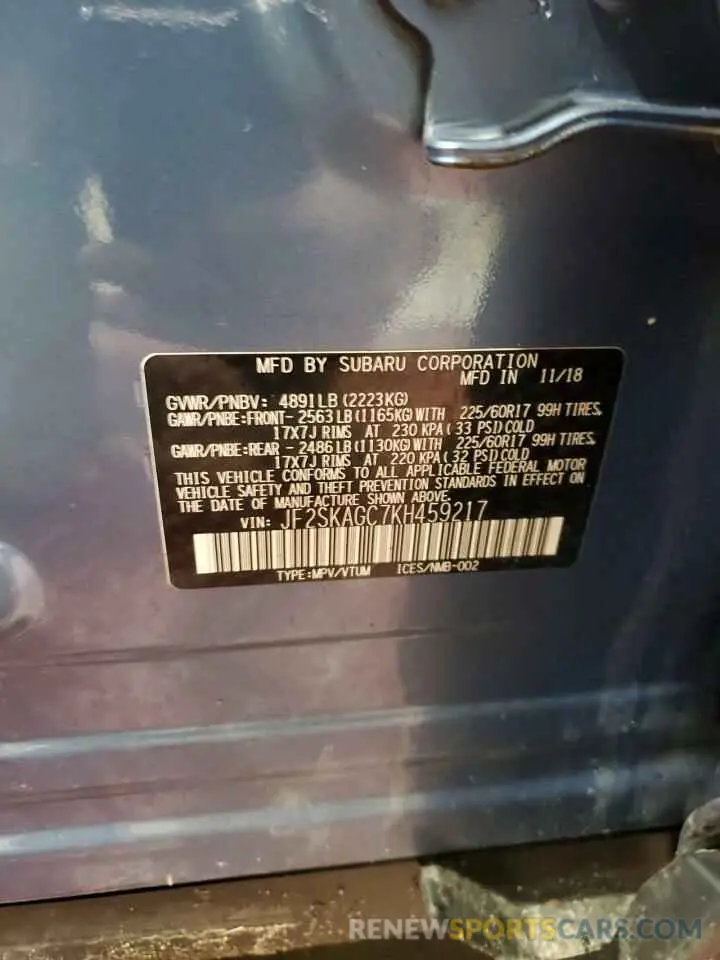 MFD BY SUBARU CORPORATION
MFD IN 11/18
GVWR/PNBV: 4891LB (2223KG)
GAWR/PNBE:FRONT- 2563LB (1165KG) WITH 225/60R17 99H TIRES
17X7J RIMS AT 230 KPA (33 PSI) COLD
GAWR/PNBE:REAR - 2486LB (1130KG) WITH 225/60R17 99H TIRES
17X7J RIMS AT 220 KPA (32 PSI) COLD
THIS VEHICLE CONFORMS TO ALL APPLICABLE FEDERAL MOTOR
VEHICLE SAFETY AND THEFT PREVENTION STANDARDS IN EFFECT ON
THE DATE OF MANUFACTURE SHOWN ABOVE.
VIN: JF2SKAGC7KH459217
TYPE:MPV/VTUM ICES/NMB-002
RENEWSPORTSCARS.COM